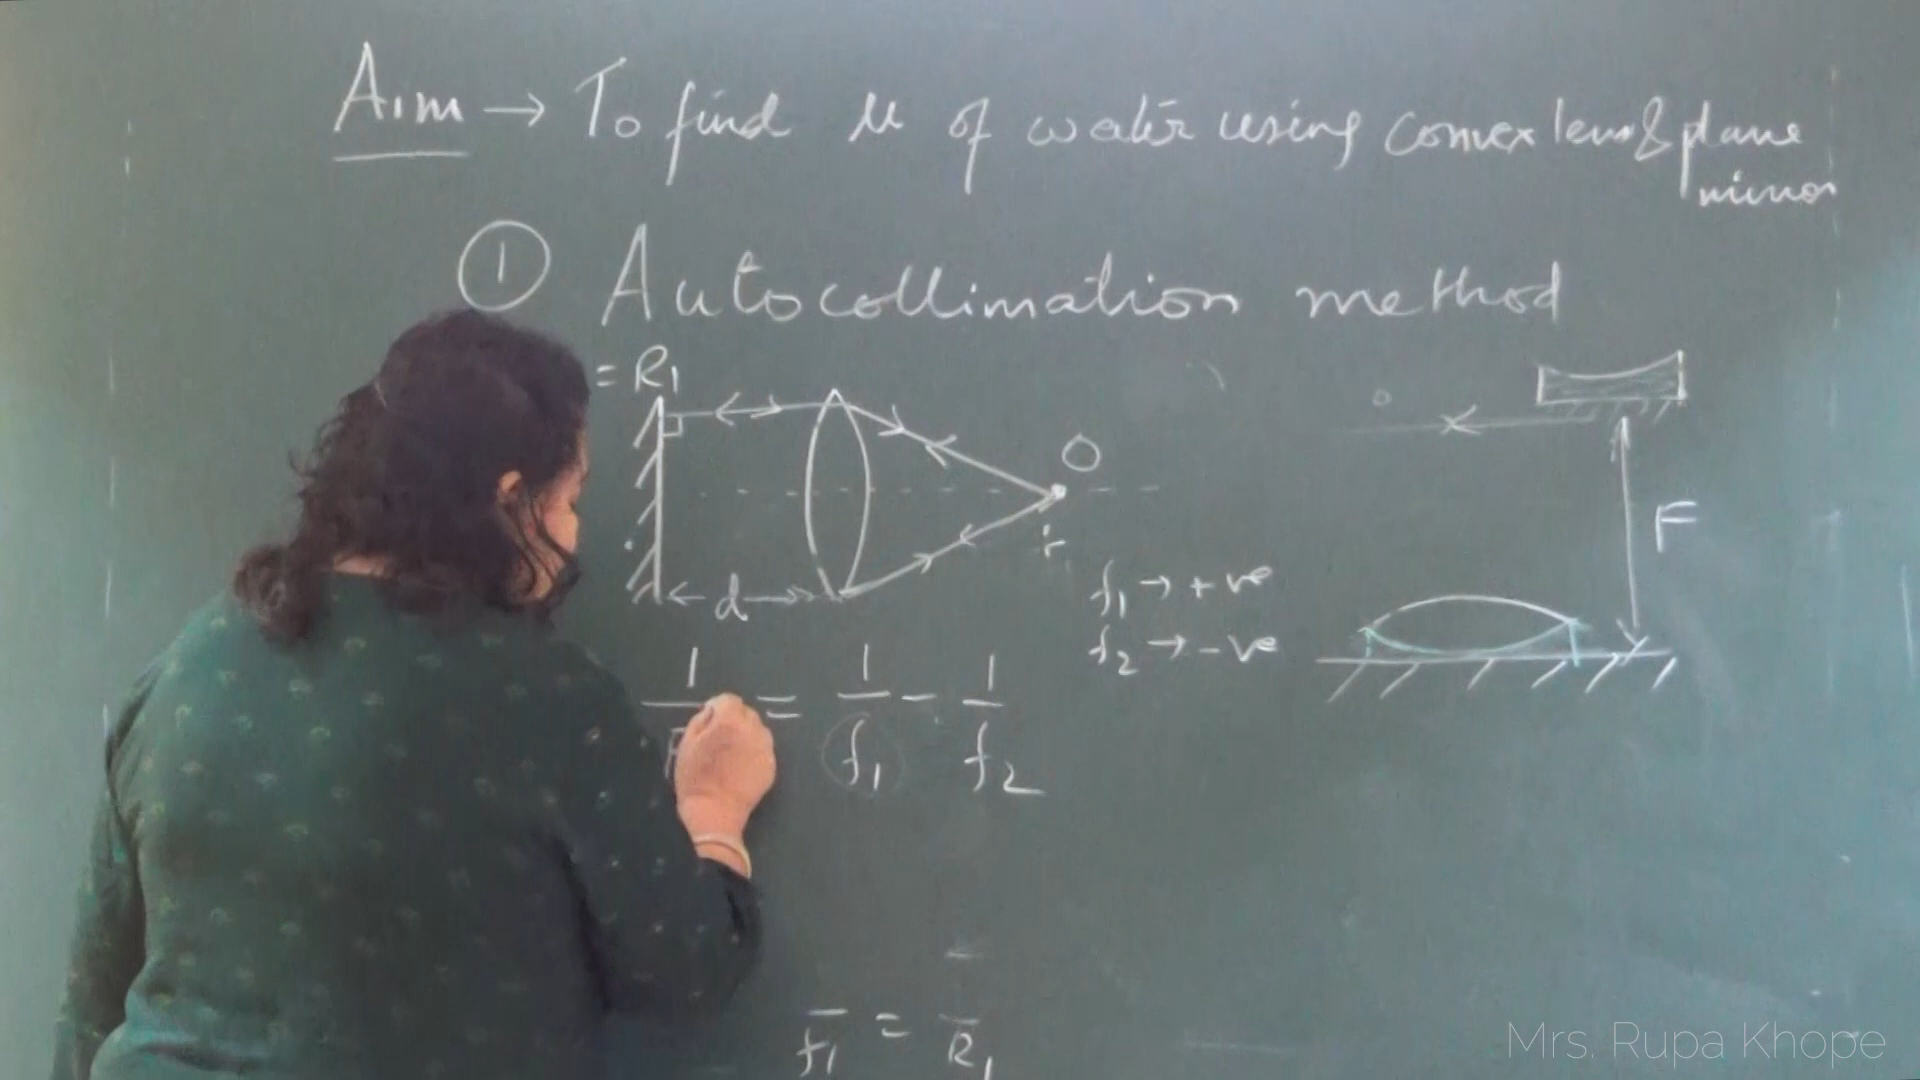 Aim → To find μ of water using convex lens & plane
mirror
① Autocollimation method
= R₁
O
i
F
← d →
f₁ → +ve
f₂ → -ve
1/F = 1/f₁ - 1/f₂
f₁ = R₁
Mrs. Rupa Khope